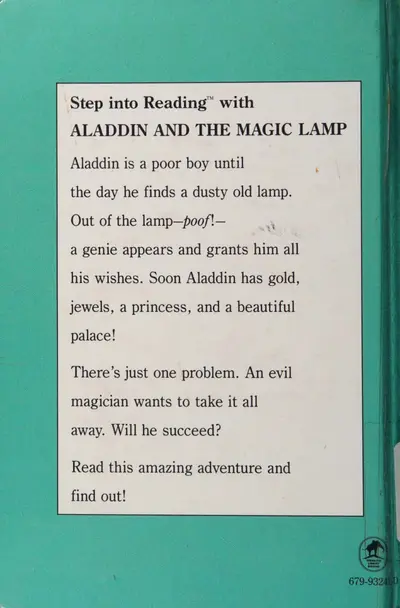 Step into Reading™ with
ALADDIN AND THE MAGIC LAMP
Aladdin is a poor boy until
the day he finds a dusty old lamp.
Out of the lamp—poof!—
a genie appears and grants him all
his wishes. Soon Aladdin has gold,
jewels, a princess, and a beautiful
palace!
There's just one problem. An evil
magician wants to take it all
away. Will he succeed?
Read this amazing adventure and
find out!